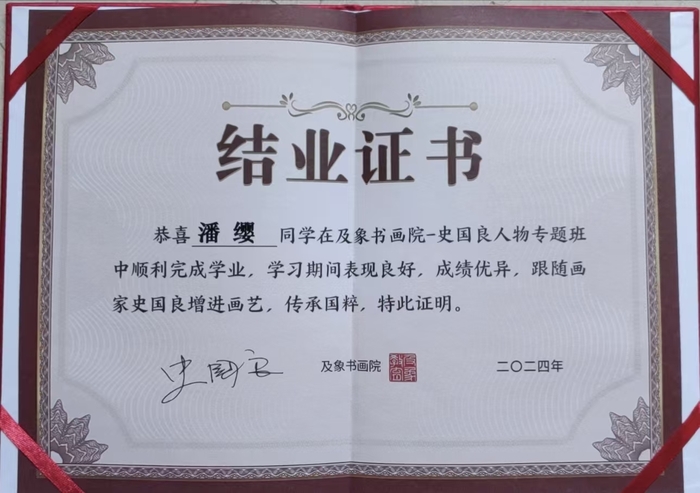 结业证书
恭喜 潘缨 同学在及象书画院-史国良人物专题班
中顺利完成学业，学习期间表现良好，成绩优异，跟随画
家史国良增进画艺，传承国粹，特此证明。
史国良 及象书画院 二〇二四年